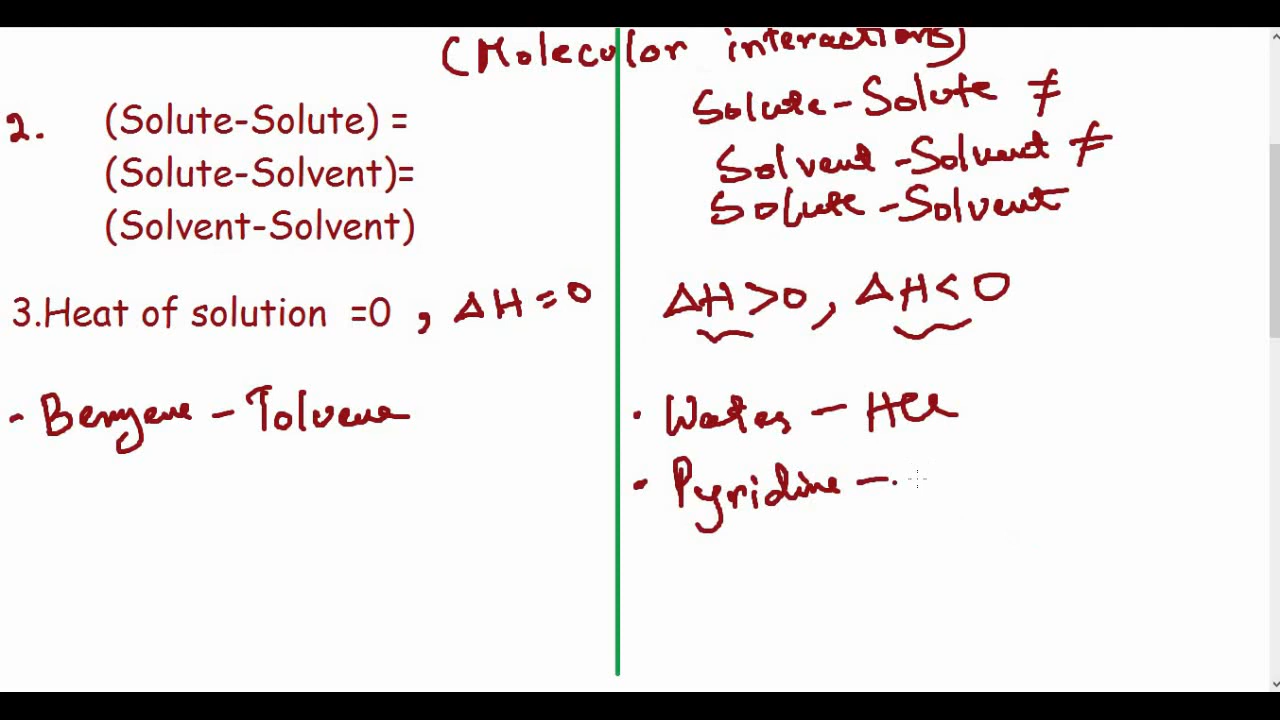 (Molecular interactions)
2. (Solute-Solute) =
(Solute-Solvent)=
(Solvent-Solvent)
Solute-Solute ≠
Solvent-Solvent ≠
Solute-Solvent
3.Heat of solution =0 , ΔH=0
ΔH>0, ΔH<0
- Benzene - Toluene
· Water - HCl
- Pyridine -